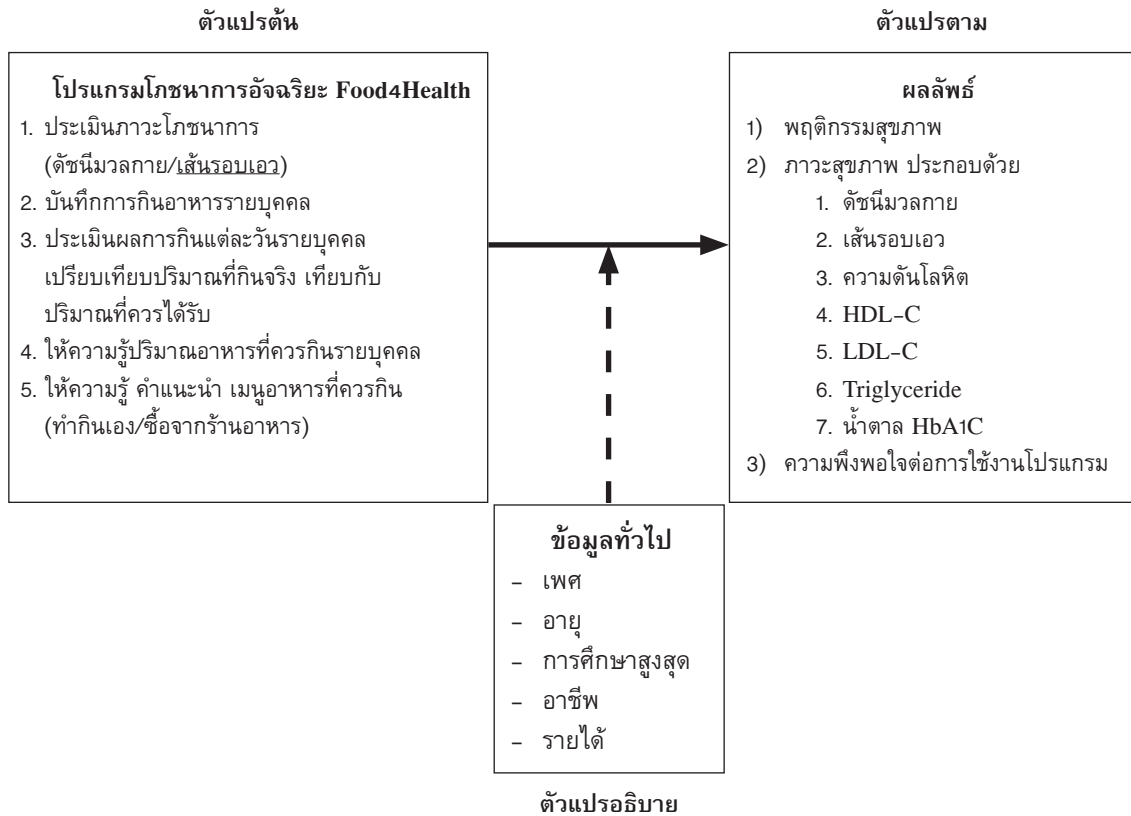 ตัวแปรต้น
โปรแกรมโภชนาการอัจฉริยะ Food4Health
1. ประเมินภาวะโภชนาการ
(ดัชนีมวลกาย/เส้นรอบเอว)
2. บันทึกการกินอาหารรายบุคคล
3. ประเมินผลการกินแต่ละวันรายบุคคล
เปรียบเทียบปริมาณที่กินจริง เทียบกับ
ปริมาณที่ควรได้รับ
4. ให้ความรู้ปริมาณอาหารที่ควรกินรายบุคคล
5. ให้ความรู้ คำแนะนำ เมนูอาหารที่ควรกิน
(ทำกินเอง/ซื้อจากร้านอาหาร)
ตัวแปรตาม
ผลลัพธ์
1) พฤติกรรมสุขภาพ
2) ภาวะสุขภาพ ประกอบด้วย
1. ดัชนีมวลกาย
2. เส้นรอบเอว
3. ความดันโลหิต
4. HDL-C
5. LDL-C
6. Triglyceride
7. น้ำตาล HbA1C
3) ความพึงพอใจต่อการใช้งานโปรแกรม
ข้อมูลทั่วไป
- เพศ
- อายุ
- การศึกษาสูงสุด
- อาชีพ
- รายได้
ตัวแปรอธิบาย